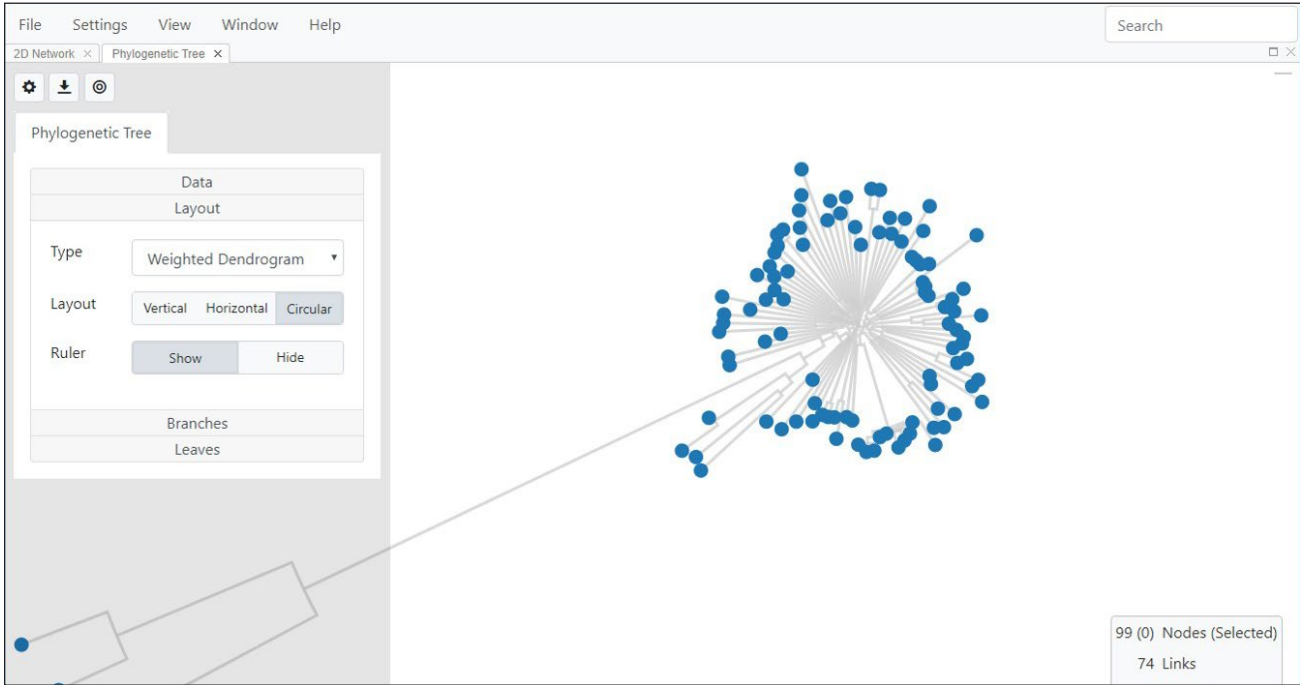 File Settings View Window Help Search
2D Network × Phylogenetic Tree ×
Phylogenetic Tree
Data
Layout
Type Weighted Dendrogram
Layout Vertical Horizontal Circular
Ruler Show Hide
Branches
Leaves
99 (0) Nodes (Selected)
74 Links